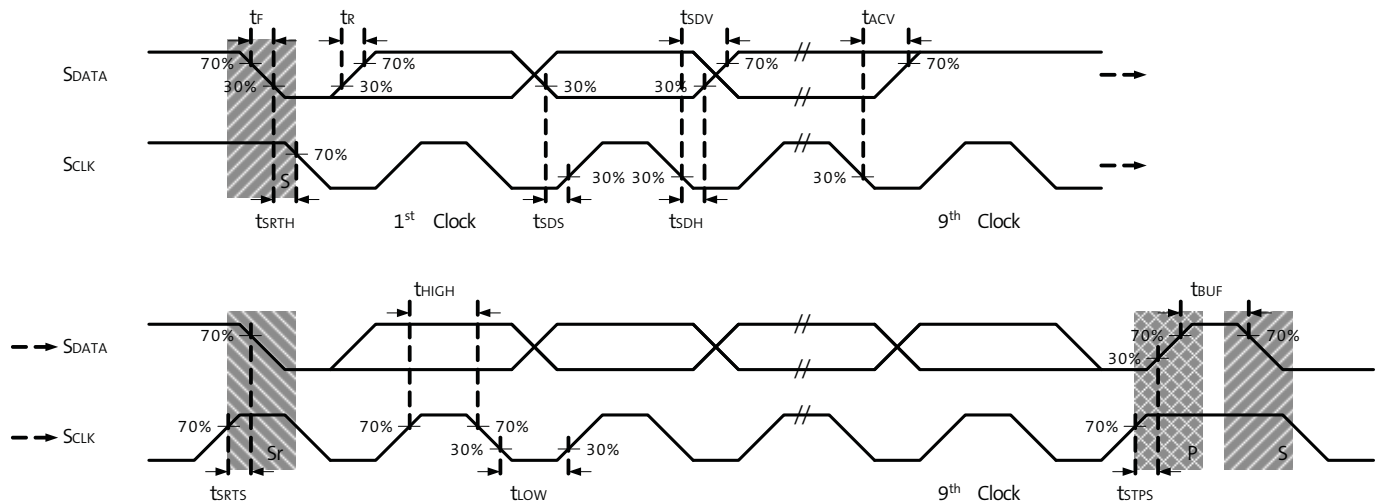 tF tR tSDV tACV
SDATA 70% 30% 30% 70% 30% 30% 70% 70%
SCLK S 70% 30% 30% 30%
tSRTH 1st Clock tSDS tSDH 9th Clock
tHIGH tBUF
SDATA 70% 30% 70% 70%
SCLK 70% Sr 70% 70% 30% 30% 70% P S
tSRTS tLOW 9th Clock tSTPS